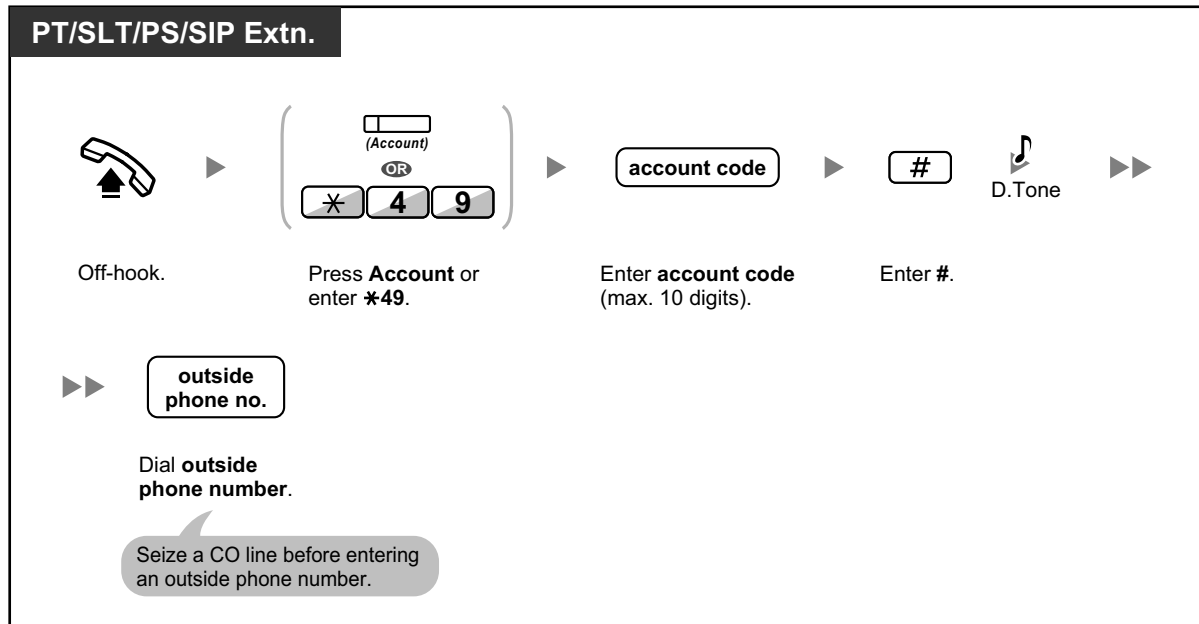 PT/SLT/PS/SIP Extn.
(Account)
OR
* 4 9
account code
#
D.Tone
Off-hook.
Press Account or
enter *49.
Enter account code
(max. 10 digits).
Enter #.
outside
phone no.
Dial outside
phone number.
Seize a CO line before entering
an outside phone number.